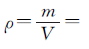 ρ = m/V =